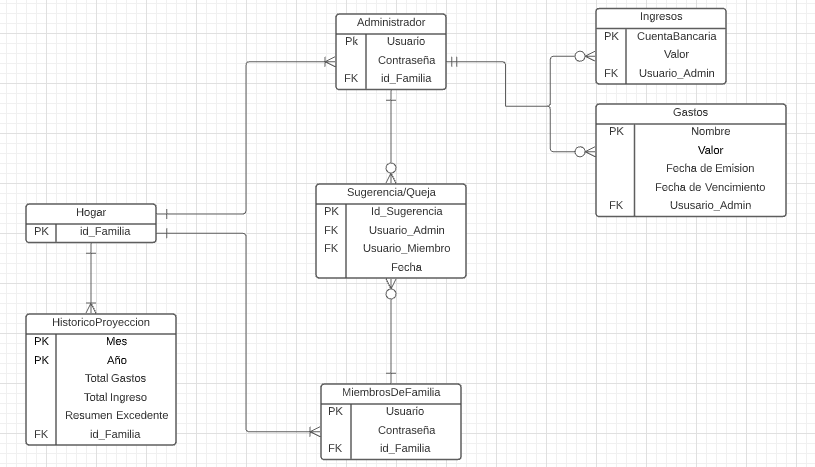 Administrador
Pk Usuario
Contraseña
FK id_Familia
Ingresos
PK CuentaBancaria
Valor
FK Usuario_Admin
Gastos
PK Nombre
Valor
Focha de Emision
Focha de Vencimiento
FK Ususario_Admin
Sugerencia/Queja
PK Id_Sugerencia
FK Usuario_Admin
FK Usuario_Miembro
Focha
Hogar
PK id_Familia
HistoricoProyeccion
PK Mes
PK Año
Total Gastos
Total Ingreso
Resumen Excedente
FK id_Familia
MiembrosDeFamilia
PK Usuario
Contraseña
FK id_Familia